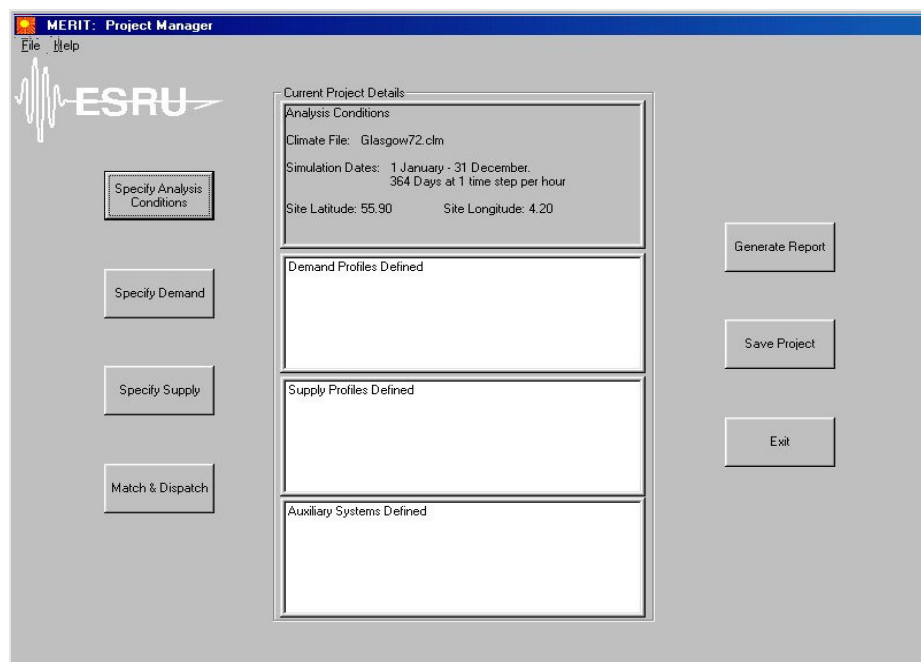 MERIT: Project Manager
File Help
ESRU
Current Project Details
Analysis Conditions
Climate File: Glasgow72.clm
Simulation Dates: 1 January - 31 December.
364 Days at 1 time step per hour
Site Latitude: 55.90 Site Longitude: 4.20
Specify Analysis
Conditions
Specify Demand
Specify Supply
Match & Dispatch
Demand Profiles Defined
Supply Profiles Defined
Auxiliary Systems Defined
Generate Report
Save Project
Exit